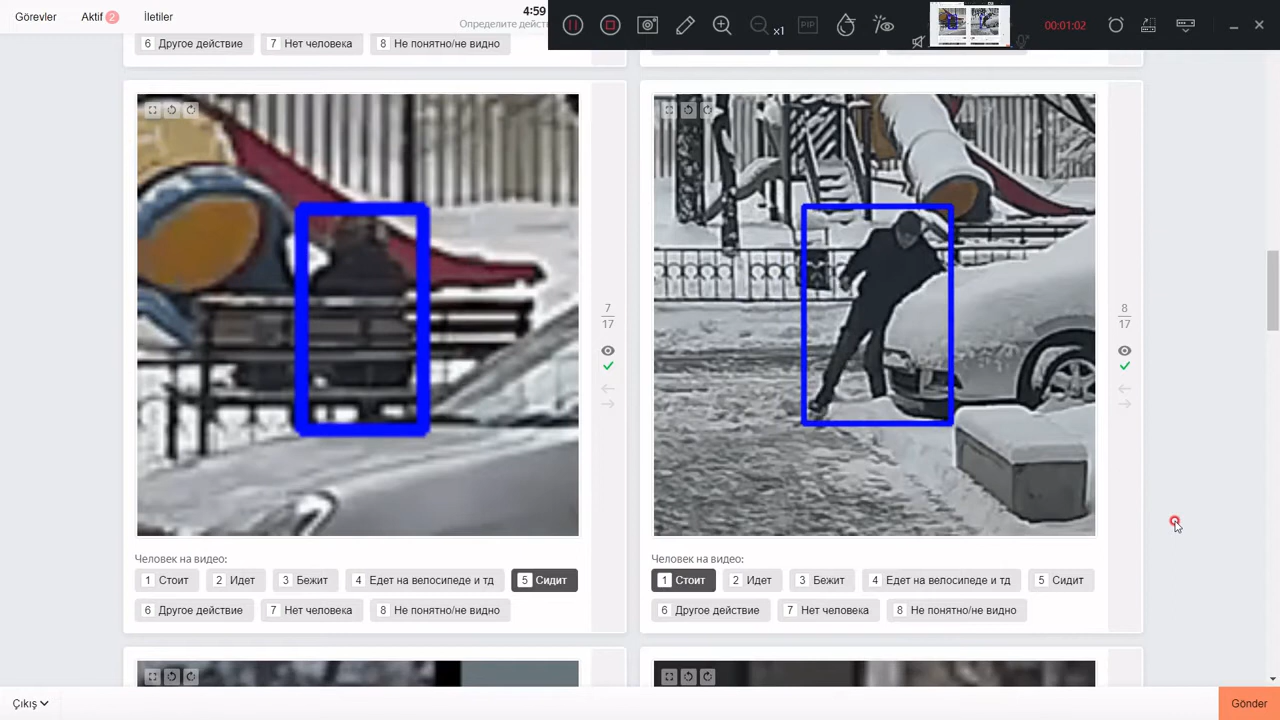 Görevler Aktif 2 İletiler
4:59
Определите дейст
×1
PIP
00:01:02
6 Другое действие 7 Нет человека 8 Не понятно/не видно
7
17
8
17
Человек на видео:
1 Стоит 2 Идет 3 Бежит 4 Едет на велосипеде и тд 5 Сидит
6 Другое действие 7 Нет человека 8 Не понятно/не видно
Человек на видео:
1 Стоит 2 Идет 3 Бежит 4 Едет на велосипеде и тд 5 Сидит
6 Другое действие 7 Нет человека 8 Не понятно/не видно
Çıkış
Gönder